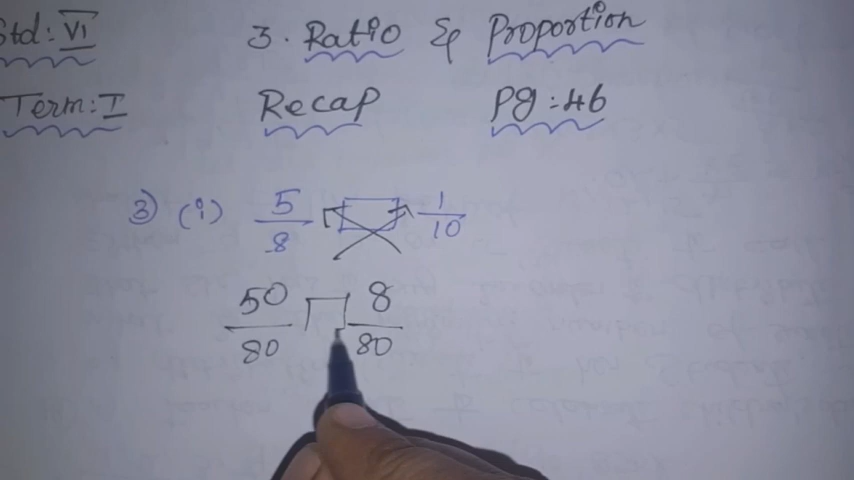 Std: VI 3. Ratio & Proportion
Term: I Recap Pg: 46
3) (i) 5/8 □ 1/10
50/80 □ 8/80